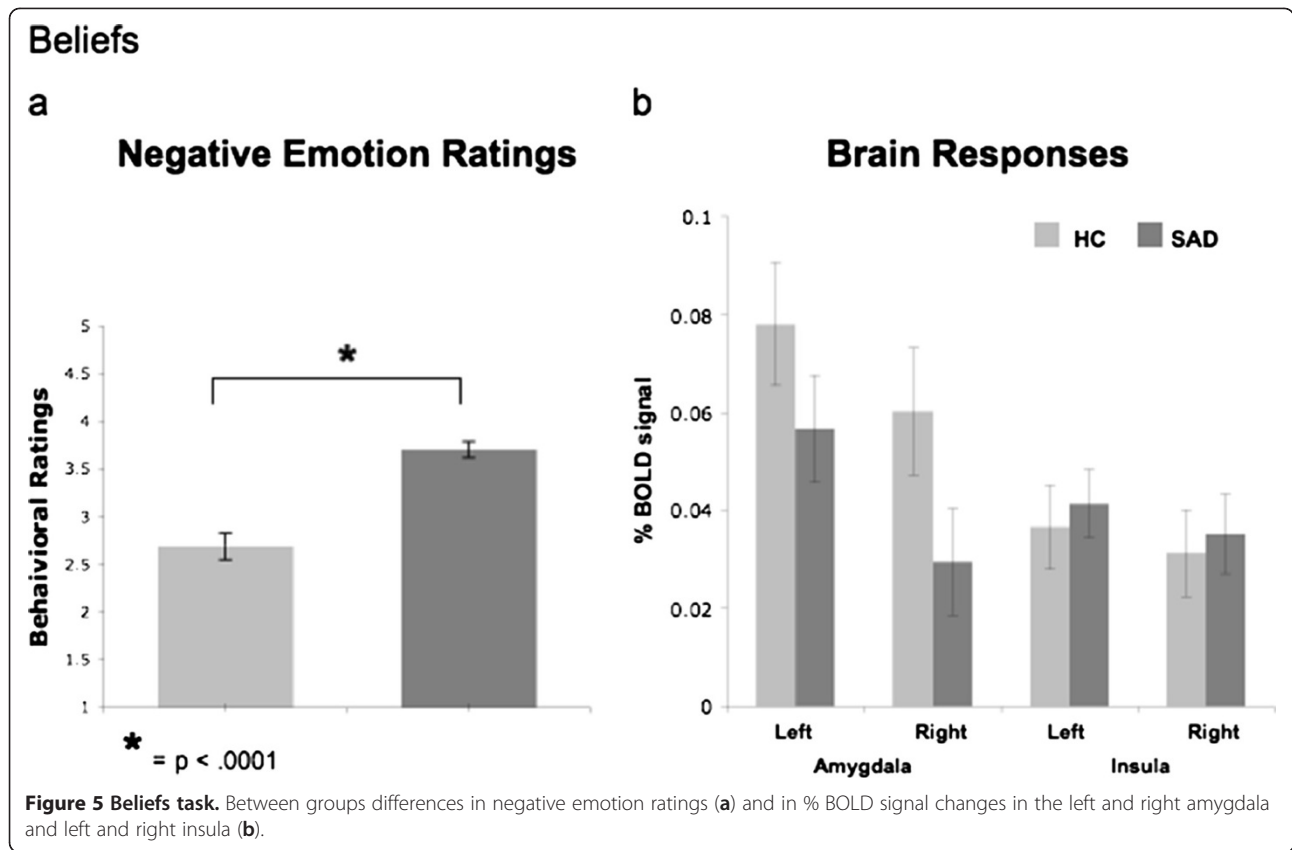 Beliefs
a
Negative Emotion Ratings
5
4.5
4
3.5
3
2.5
2
1.5
1
Behaivioral Ratings
*
* = p < .0001
b
Brain Responses
HC SAD
0.1
0.08
0.06
0.04
0.02
0
% BOLD signal
Left Right Left Right
Amygdala Insula
Figure 5 Beliefs task. Between groups differences in negative emotion ratings (a) and in % BOLD signal changes in the left and right amygdala
and left and right insula (b).